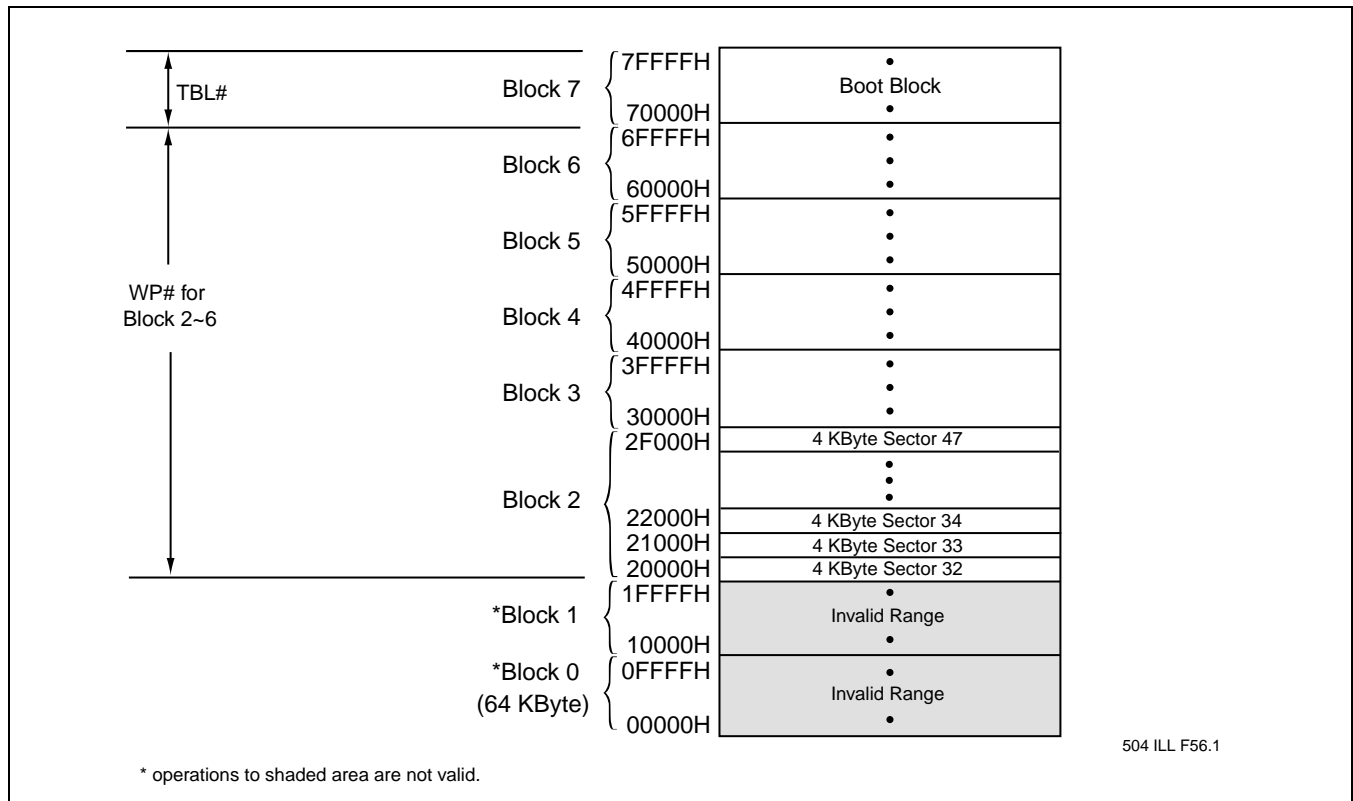 TBL#
Block 7
7FFFFH
70000H
Boot Block
Block 6
6FFFFH
60000H
Block 5
5FFFFH
50000H
WP# for
Block 2~6
Block 4
4FFFFH
40000H
Block 3
3FFFFH
30000H
Block 2
2F000H
4 KByte Sector 47
22000H
4 KByte Sector 34
21000H
4 KByte Sector 33
20000H
4 KByte Sector 32
*Block 1
1FFFFH
10000H
Invalid Range
*Block 0
(64 KByte)
0FFFFH
00000H
Invalid Range
504 ILL F56.1
* operations to shaded area are not valid.